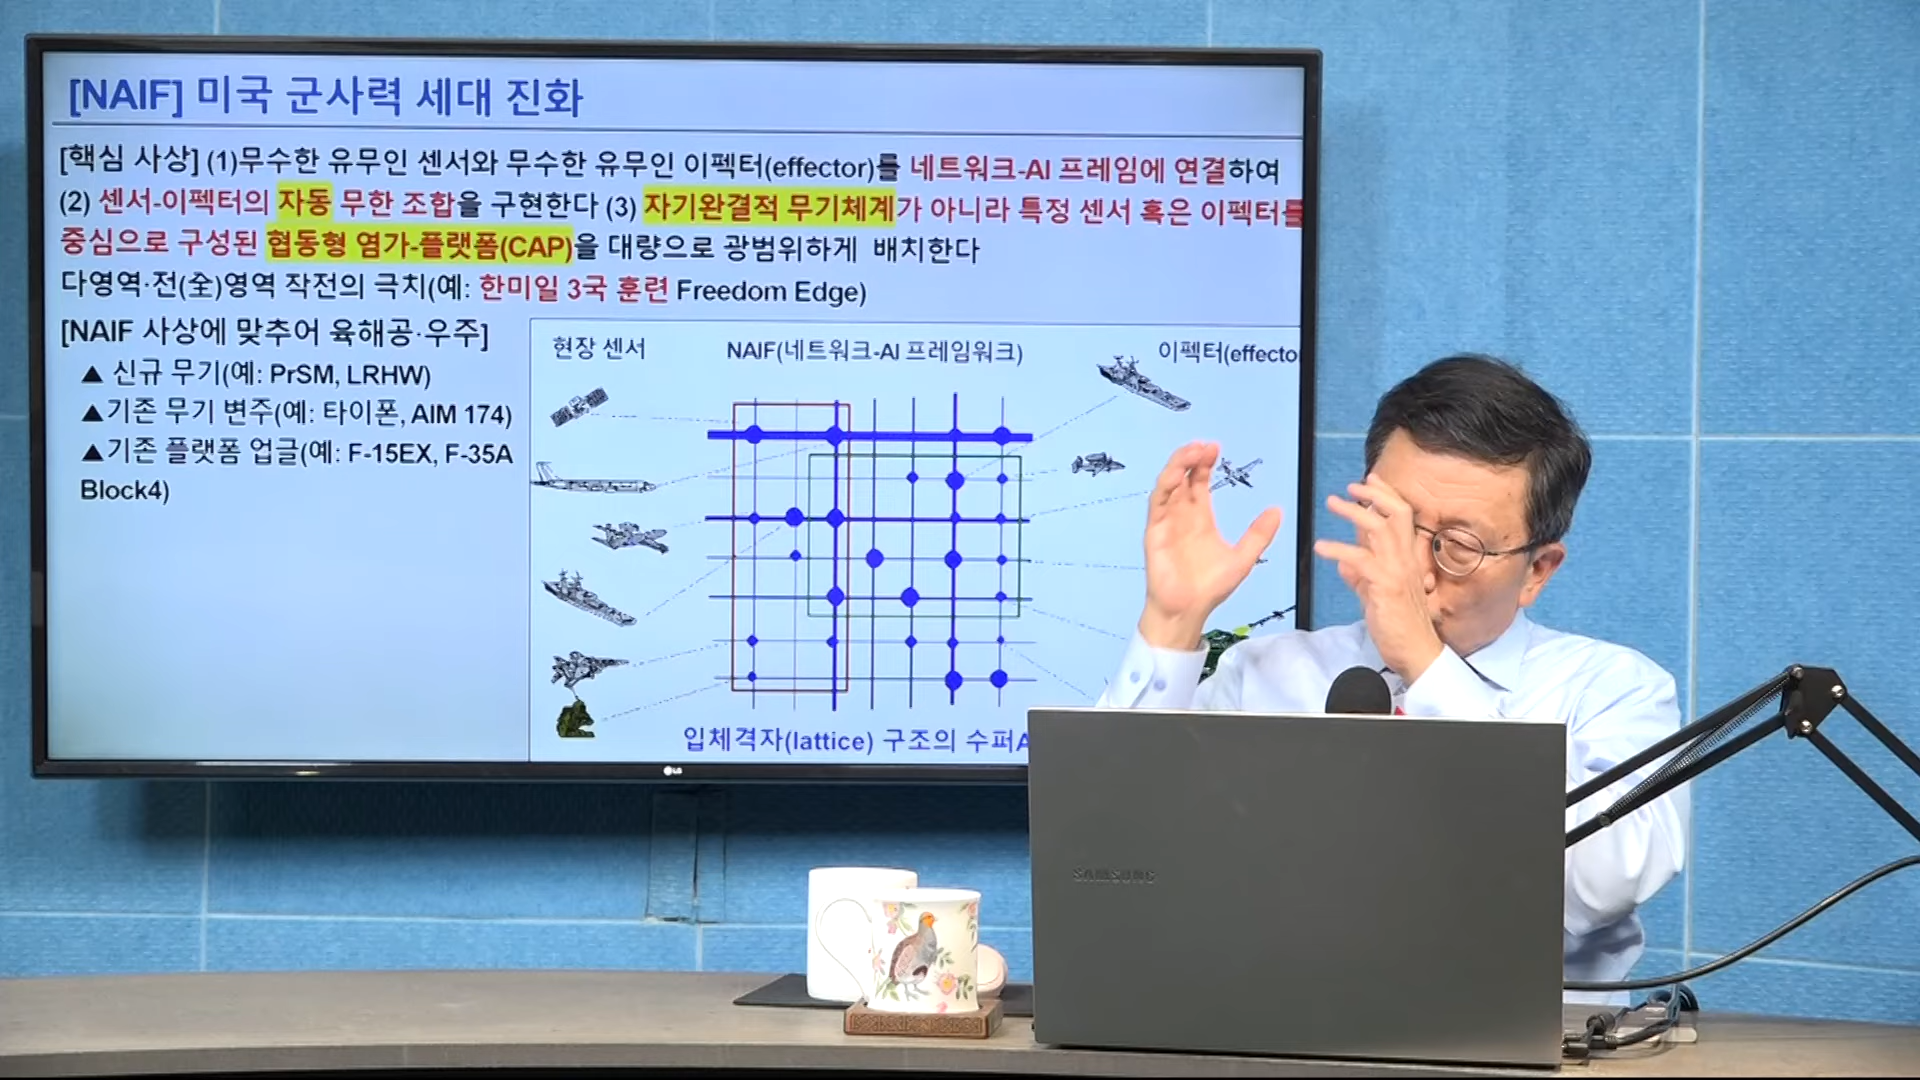 [NAIF] 미국 군사력 세대 진화
[핵심 사상] (1)무수한 유무인 센서와 무수한 유무인 이펙터(effector)를 네트워크-AI 프레임에 연결하여
(2) 센서-이펙터의 자동 무한 조합을 구현한다 (3) 자기완결적 무기체계가 아니라 특정 센서 혹은 이펙터를
중심으로 구성된 협동형 염가-플랫폼(CAP)을 대량으로 광범위하게 배치한다
다영역·전(全)영역 작전의 극치(예: 한미일 3국 훈련 Freedom Edge)
[NAIF 사상에 맞추어 육해공·우주]
▲ 신규 무기(예: PrSM, LRHW)
▲기존 무기 변주(예: 타이폰, AIM 174)
▲기존 플랫폼 업글(예: F-15EX, F-35A
Block4)
현장 센서
NAIF(네트워크-AI 프레임워크)
이펙터(effecto
입체격자(lattice) 구조의 수퍼A
LG
SAMSUNG